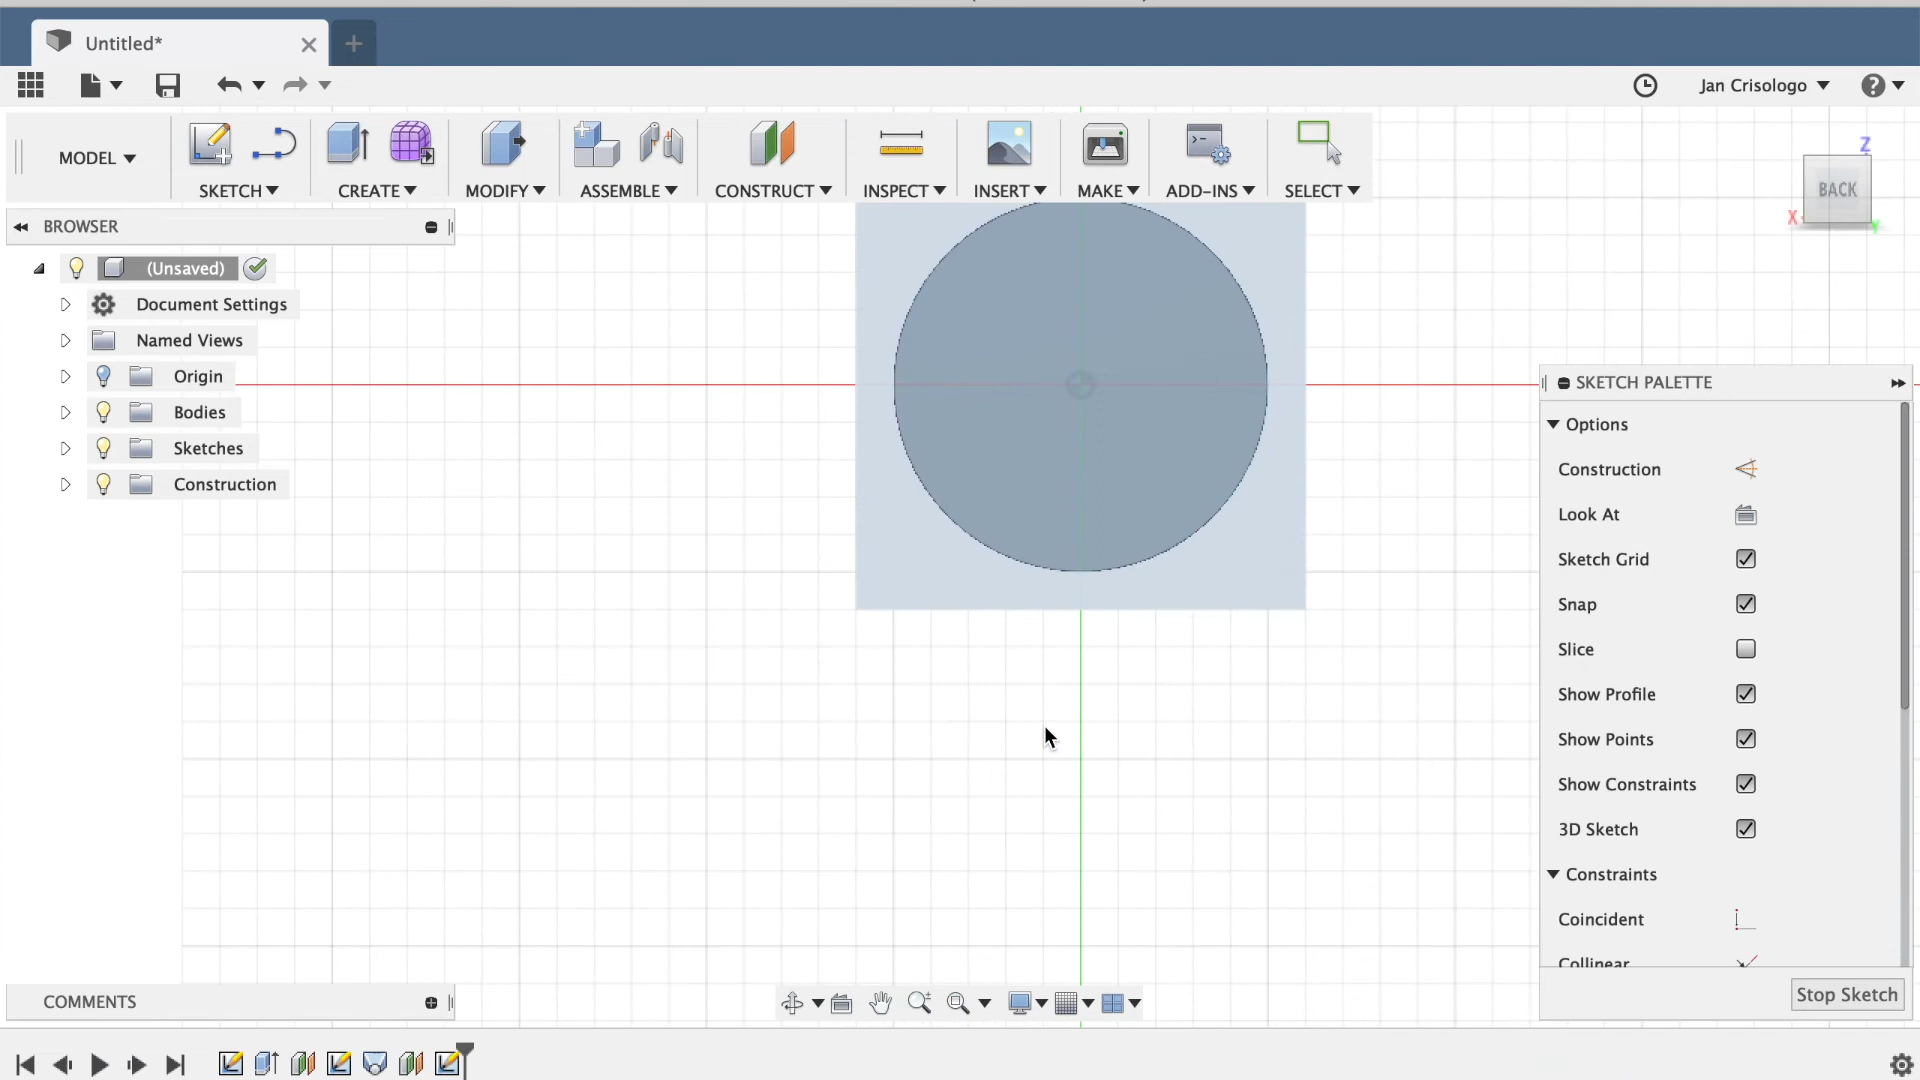 Untitled*
Jan Crisologo
MODEL
SKETCH
CREATE
MODIFY
ASSEMBLE
CONSTRUCT
INSPECT
INSERT
MAKE
ADD-INS
SELECT
Z
BACK
X
Y
BROWSER
(Unsaved)
Document Settings
Named Views
Origin
Bodies
Sketches
Construction
SKETCH PALETTE
Options
Construction
Look At
Sketch Grid
Snap
Slice
Show Profile
Show Points
Show Constraints
3D Sketch
Constraints
Coincident
Collinear
Stop Sketch
COMMENTS